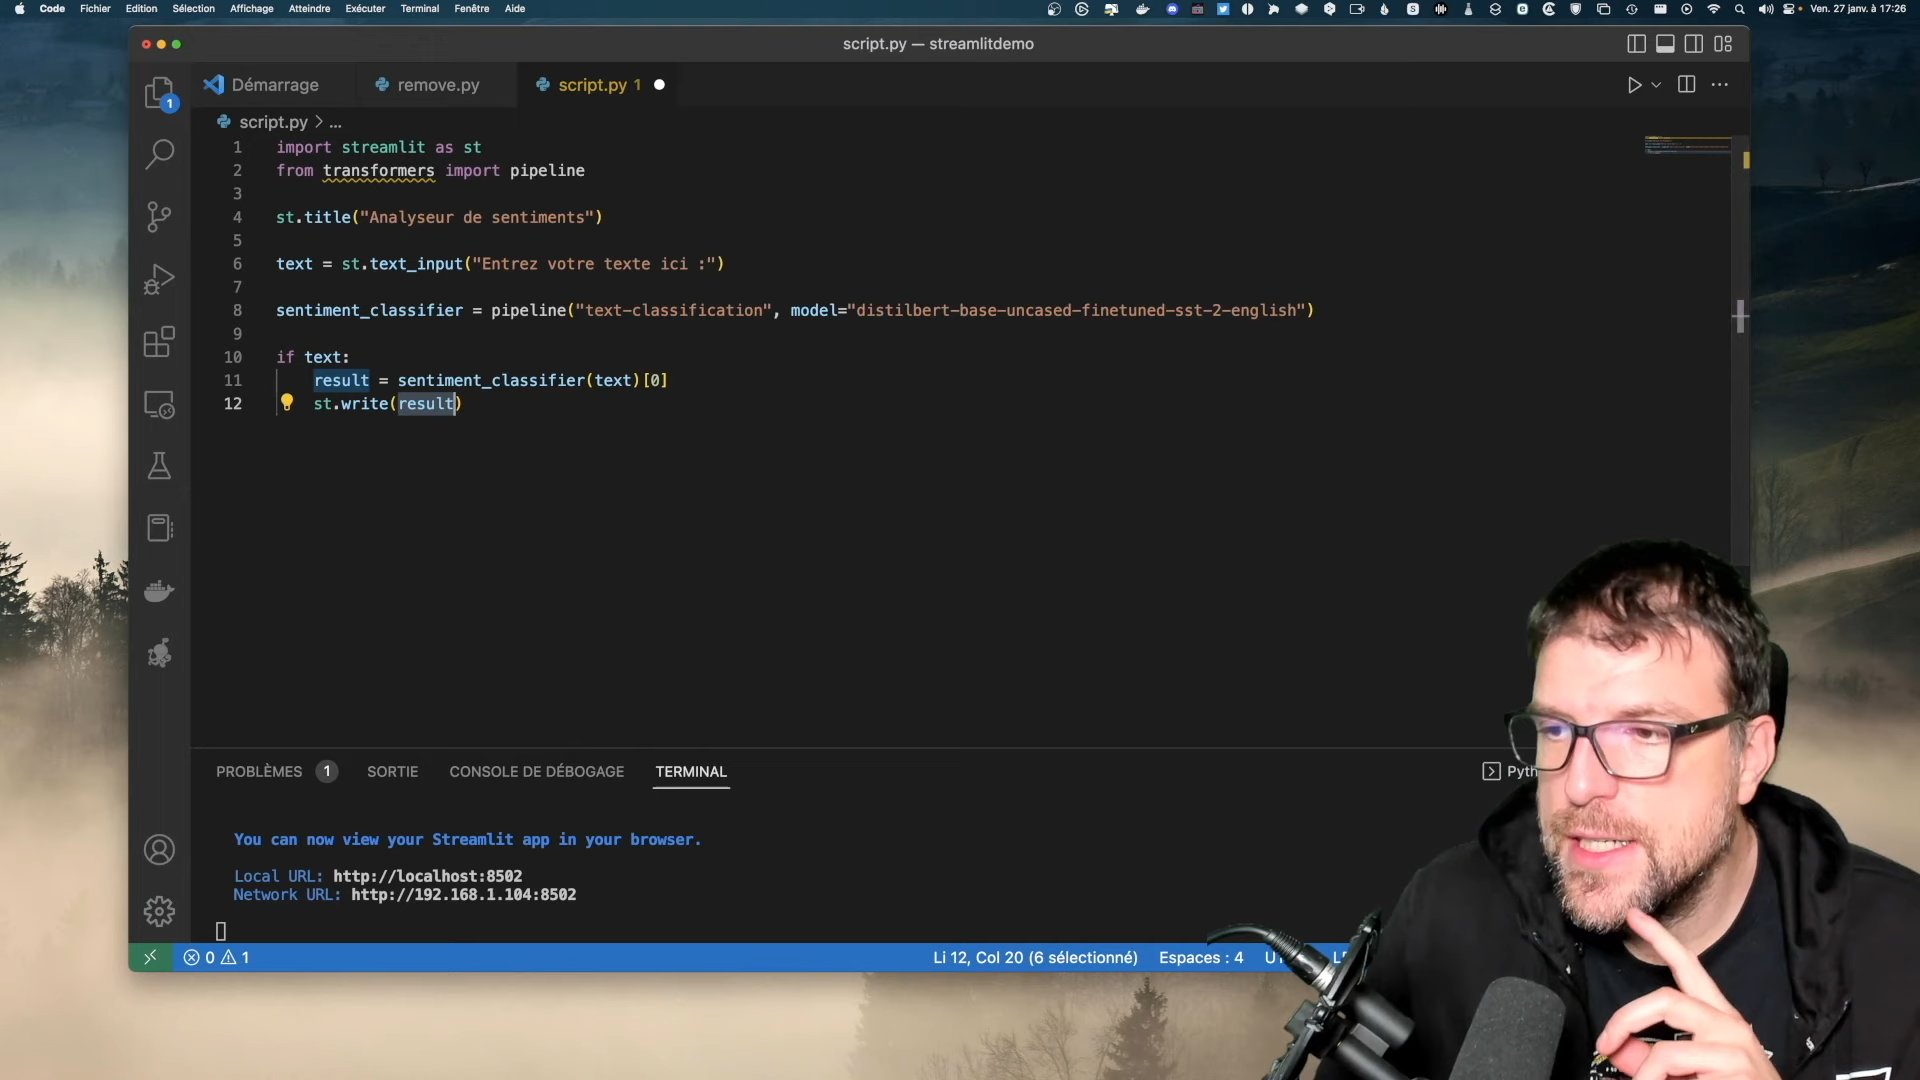 Code Fichier Edition Sélection Affichage Atteindre Exécuter Terminal Fenêtre Aide Ven. 27 janv. à 17:26
script.py — streamlitdemo
Démarrage remove.py script.py 1
script.py > ...
1 import streamlit as st
2 from transformers import pipeline
3
4 st.title("Analyseur de sentiments")
5
6 text = st.text_input("Entrez votre texte ici :")
7
8 sentiment_classifier = pipeline("text-classification", model="distilbert-base-uncased-finetuned-sst-2-english")
9
10 if text:
11 result = sentiment_classifier(text)[0]
12 st.write(result)
1
PROBLÈMES 1 SORTIE CONSOLE DE DÉBOGAGE TERMINAL
You can now view your Streamlit app in your browser.
Local URL: http://localhost:8502
Network URL: http://192.168.1.104:8502
0 1 Li 12, Col 20 (6 sélectionné) Espaces : 4